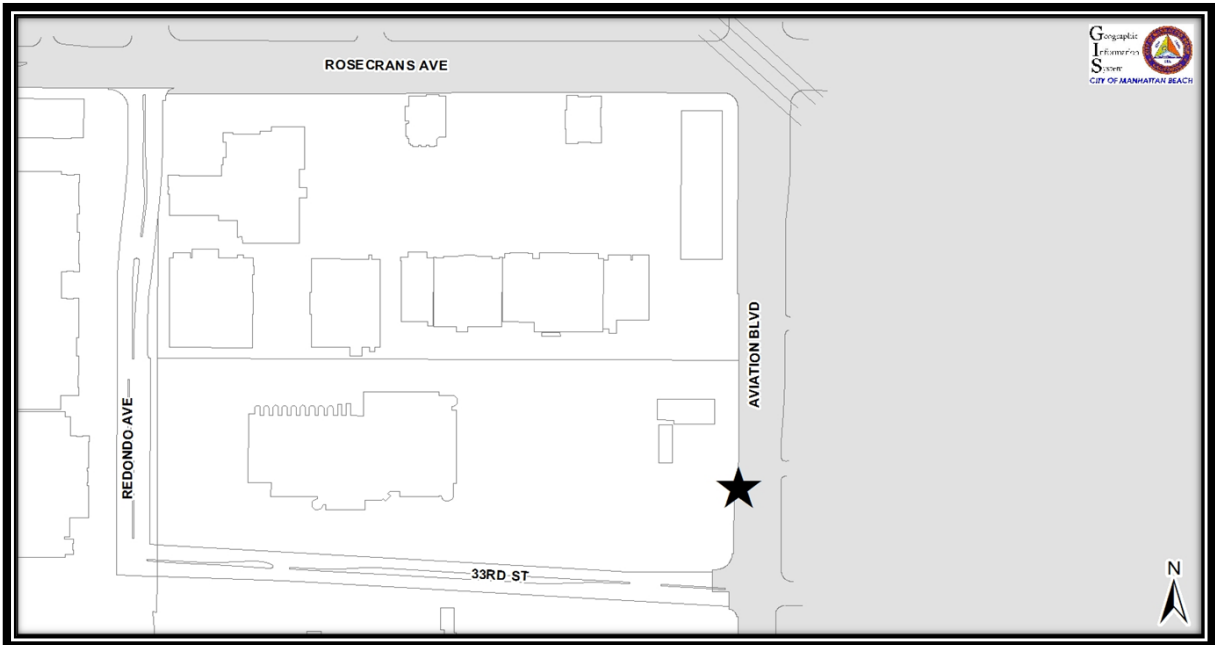 Geographic
Information
System
CITY OF MANHATTAN BEACH
ROSECRANS AVE
AVIATION BLVD
REDONDO AVE
33RD ST
N